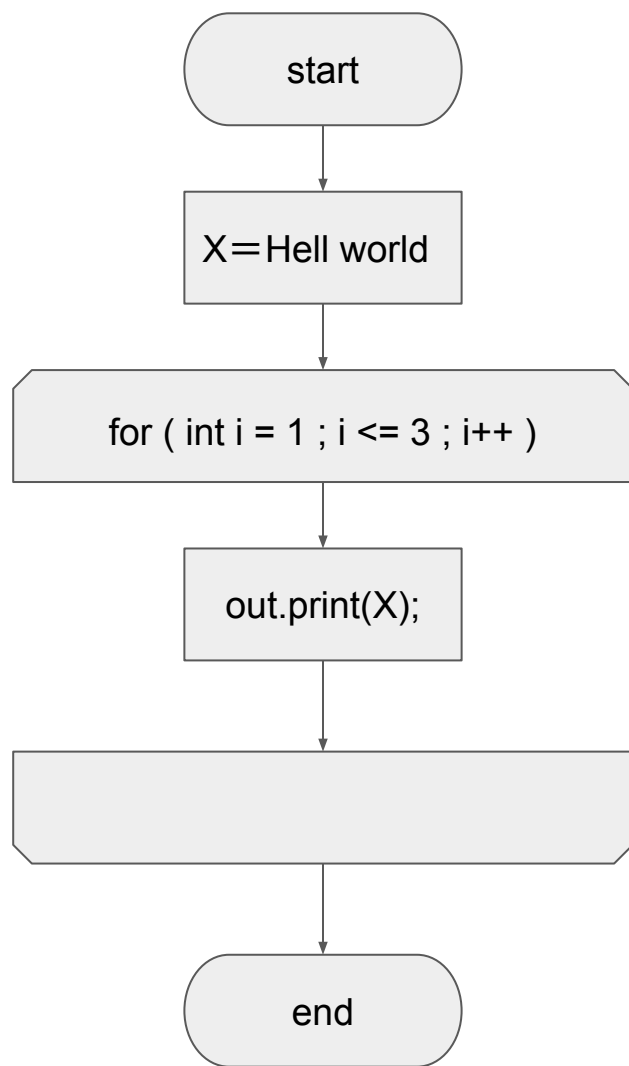 start
X＝Hell world
for ( int i = 1 ; i <= 3 ; i++ )
out.print(X);
end